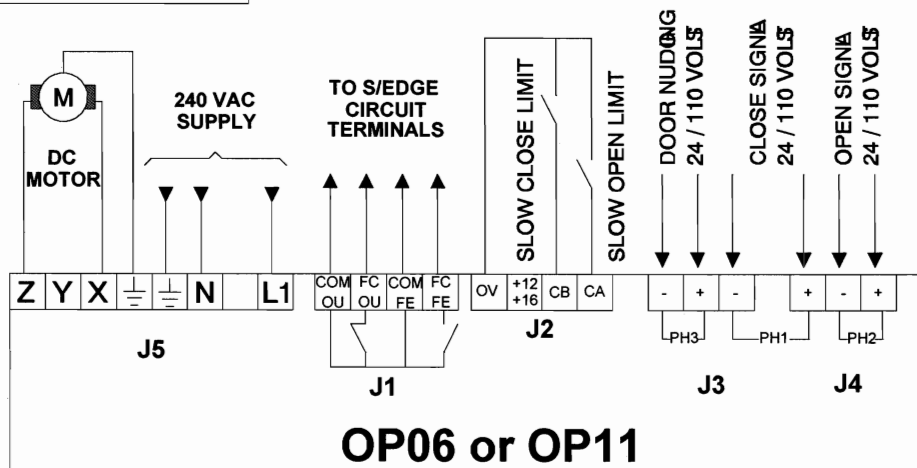 M
DC
MOTOR
240 VAC
SUPPLY
TO S/EDGE
CIRCUIT
TERMINALS
SLOW CLOSE LIMIT
SLOW OPEN LIMIT
DOOR NUDGING
24 / 110 VOLTS
CLOSE SIGNAL
24 / 110 VOLTS
OPEN SIGNAL
24 / 110 VOLTS
Z Y X N L1
COM FC COM FC
OU OU FE FE
OV +12 CB CA
+16
- + - + - +
PH3 PH1 PH2
J5
J1
J2
J3
J4
OP06 or OP11